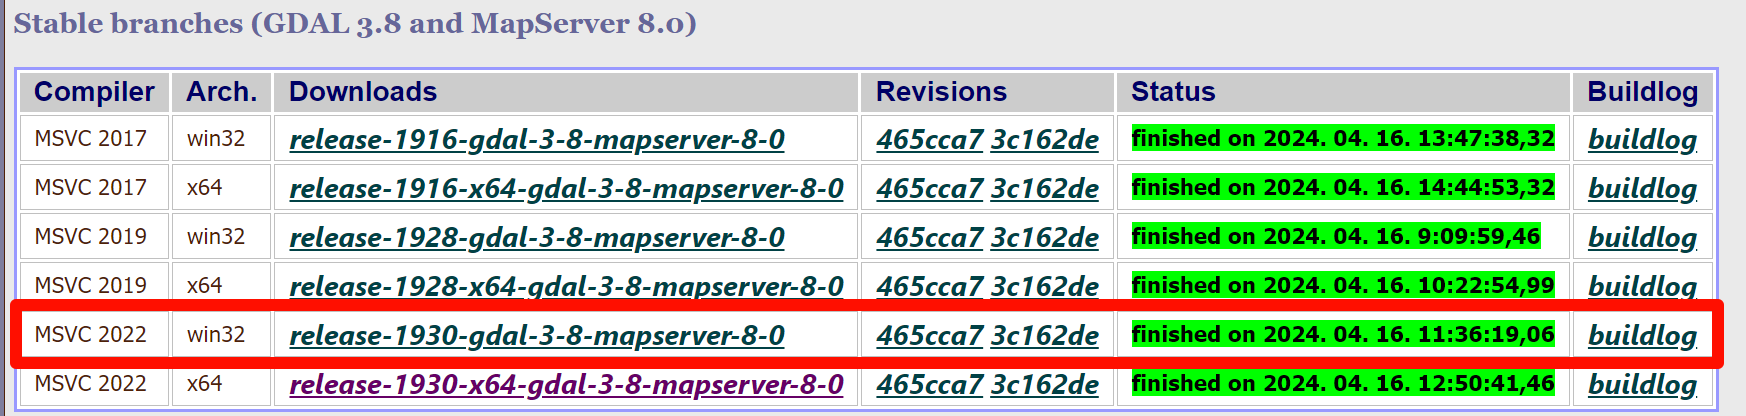 Stable branches (GDAL 3.8 and MapServer 8.0)
Compiler Arch. Downloads Revisions Status Buildlog
MSVC 2017 win32 release-1916-gdal-3-8-mapserver-8-0 465cca7 3c162de finished on 2024. 04. 16. 13:47:38,32 buildlog
MSVC 2017 x64 release-1916-x64-gdal-3-8-mapserver-8-0 465cca7 3c162de finished on 2024. 04. 16. 14:44:53,32 buildlog
MSVC 2019 win32 release-1928-gdal-3-8-mapserver-8-0 465cca7 3c162de finished on 2024. 04. 16. 9:09:59,46 buildlog
MSVC 2019 x64 release-1928-x64-gdal-3-8-mapserver-8-0 465cca7 3c162de finished on 2024. 04. 16. 10:22:54,99 buildlog
MSVC 2022 win32 release-1930-gdal-3-8-mapserver-8-0 465cca7 3c162de finished on 2024. 04. 16. 11:36:19,06 buildlog
MSVC 2022 x64 release-1930-x64-gdal-3-8-mapserver-8-0 465cca7 3c162de finished on 2024. 04. 16. 12:50:41,46 buildlog